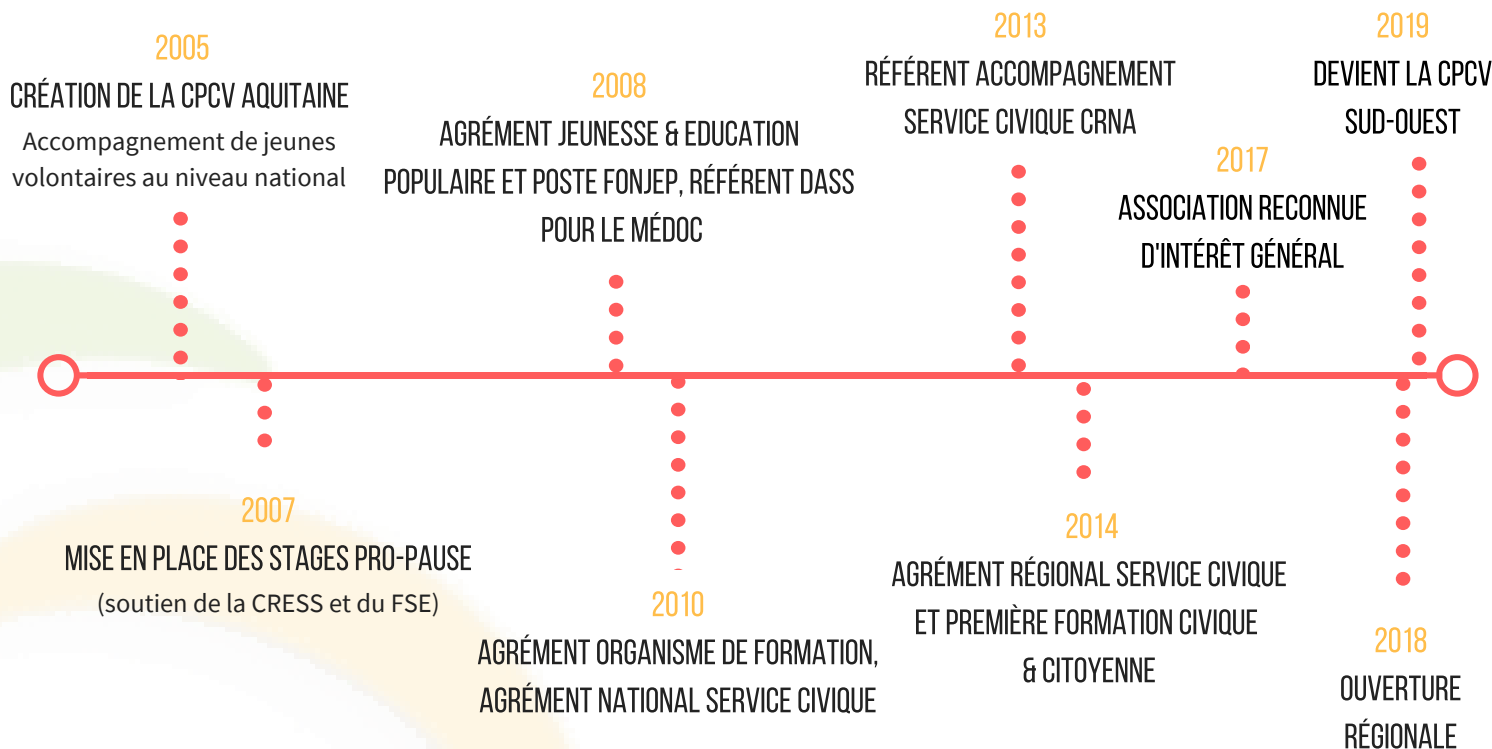 2005
CRÉATION DE LA CPCV AQUITAINE
Accompagnement de jeunes
volontaires au niveau national
2007
MISE EN PLACE DES STAGES PRO-PAUSE
(soutien de la CRESS et du FSE)
2008
AGRÉMENT JEUNESSE & EDUCATION
POPULAIRE ET POSTE FONJEP, RÉFÉRENT DASS
POUR LE MÉDOC
2010
AGRÉMENT ORGANISME DE FORMATION,
AGRÉMENT NATIONAL SERVICE CIVIQUE
2013
RÉFÉRENT ACCOMPAGNEMENT
SERVICE CIVIQUE CRNA
2014
AGRÉMENT RÉGIONAL SERVICE CIVIQUE
ET PREMIÈRE FORMATION CIVIQUE
& CITOYENNE
2017
ASSOCIATION RECONNUE
D'INTÉRÊT GÉNÉRAL
2018
OUVERTURE
RÉGIONALE
2019
DEVIENT LA CPCV
SUD-OUEST